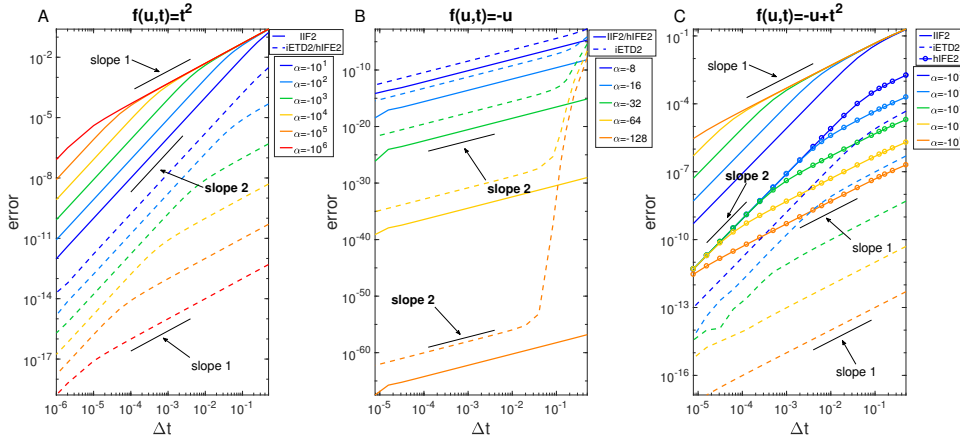 A
f(u,t)=t²
10⁻²
10⁻⁵
10⁻⁸
10⁻¹¹
10⁻¹⁴
10⁻¹⁷
error
10⁻⁶
10⁻⁵
10⁻⁴
10⁻³
10⁻²
10⁻¹
Δt
slope 1
slope 2
slope 1
IIF2
iETD2/hIFE2
α=-10¹
α=-10²
α=-10³
α=-10⁴
α=-10⁵
α=-10⁶
B
f(u,t)=-u
10⁻¹⁰
10⁻²⁰
10⁻³⁰
10⁻⁴⁰
10⁻⁵⁰
10⁻⁶⁰
error
10⁻⁵
10⁻⁴
10⁻³
10⁻²
10⁻¹
Δt
slope 2
slope 2
IIF2/hIFE2
iETD2
α=-8
α=-16
α=-32
α=-64
α=-128
C
f(u,t)=-u+t²
10⁻¹
10⁻⁴
10⁻⁷
10⁻¹⁰
10⁻¹³
10⁻¹⁶
error
10⁻⁵
10⁻⁴
10⁻³
10⁻²
10⁻¹
Δt
slope 1
slope 2
slope 1
slope 1
IIF2
iETD2
hIFE2
α=-10
α=-10
α=-10
α=-10
α=-10